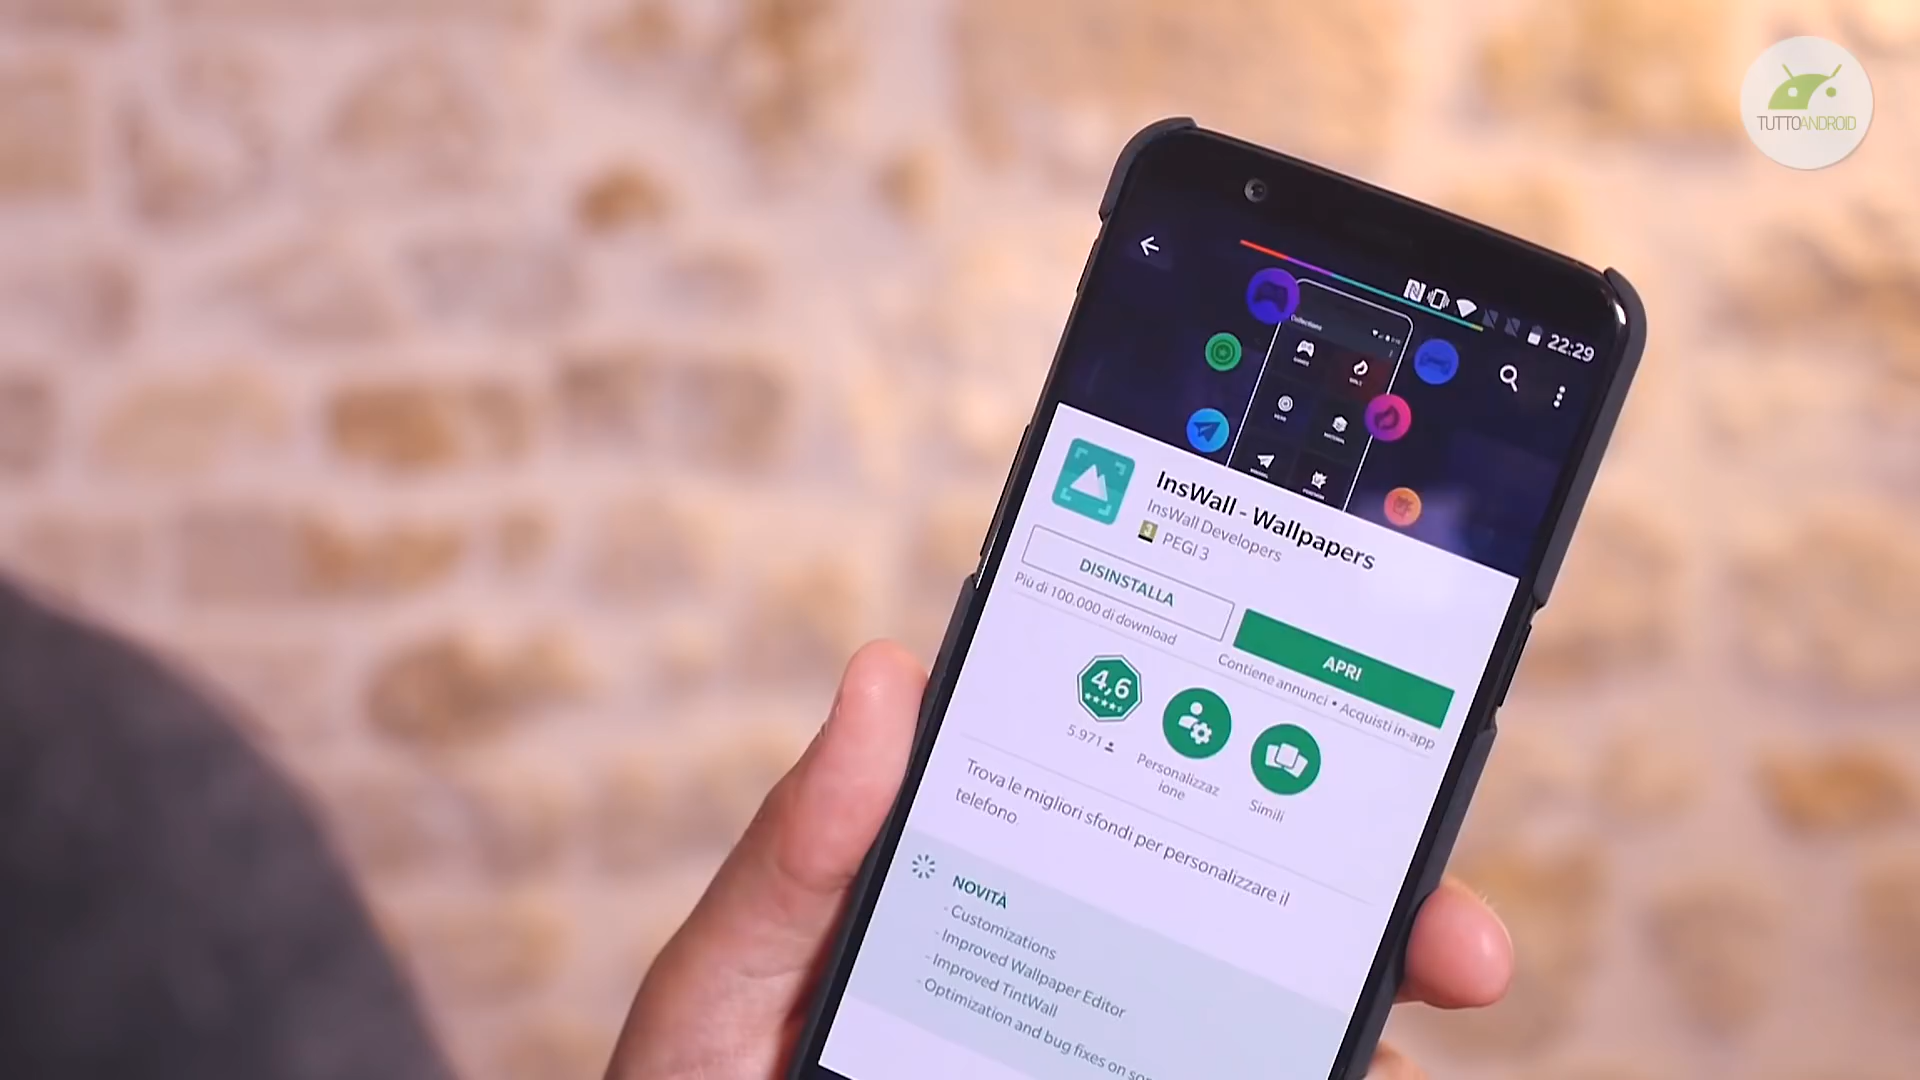 TUTTOANDROID
22:29
Collections
InsWall - Wallpapers
InsWall Developers
3 PEGI 3
DISINSTALLA
APRI
Più di 100.000 di download
Contiene annunci • Acquisti in-app
4,6
5.971
Personalizzaz
ione
Simili
Trova le migliori sfondi per personalizzare il
telefono.
NOVITÀ
- Customizations
- Improved Wallpaper Editor
- Improved TintWall
- Optimization and bug fixes on